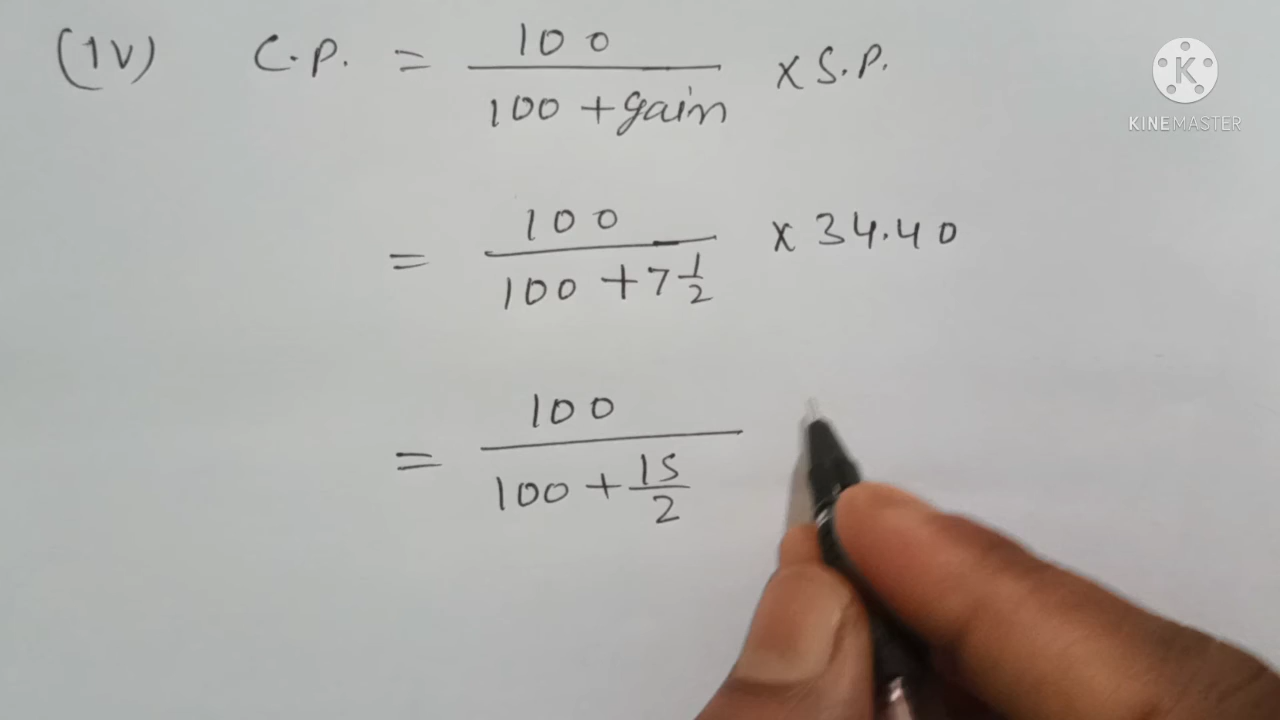 (IV) C.P. = 100 / 100 + gain × S.P.
= 100 / 100 + 7 1/2 × 34.40
= 100 / 100 + 15/2
K
KINEMASTER